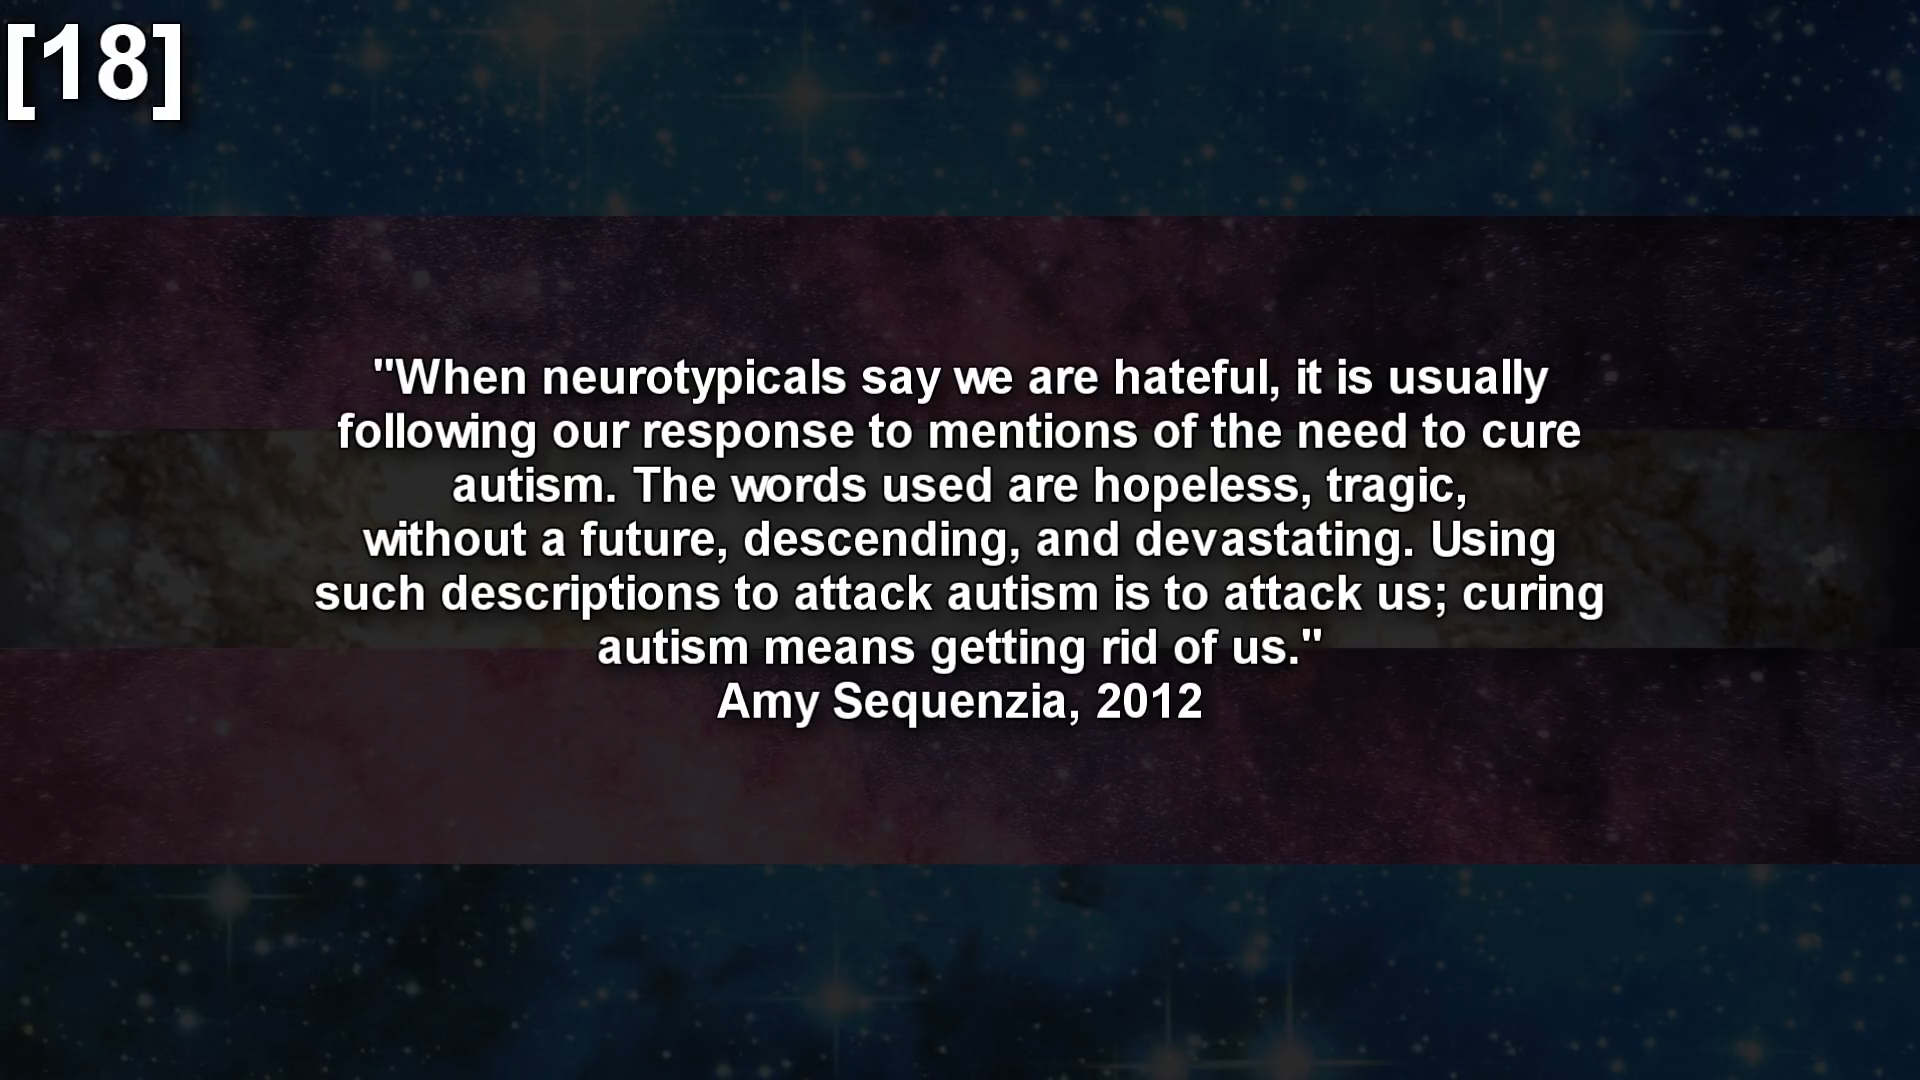 [18]
"When neurotypicals say we are hateful, it is usually
following our response to mentions of the need to cure
autism. The words used are hopeless, tragic,
without a future, descending, and devastating. Using
such descriptions to attack autism is to attack us; curing
autism means getting rid of us."
Amy Sequenzia, 2012